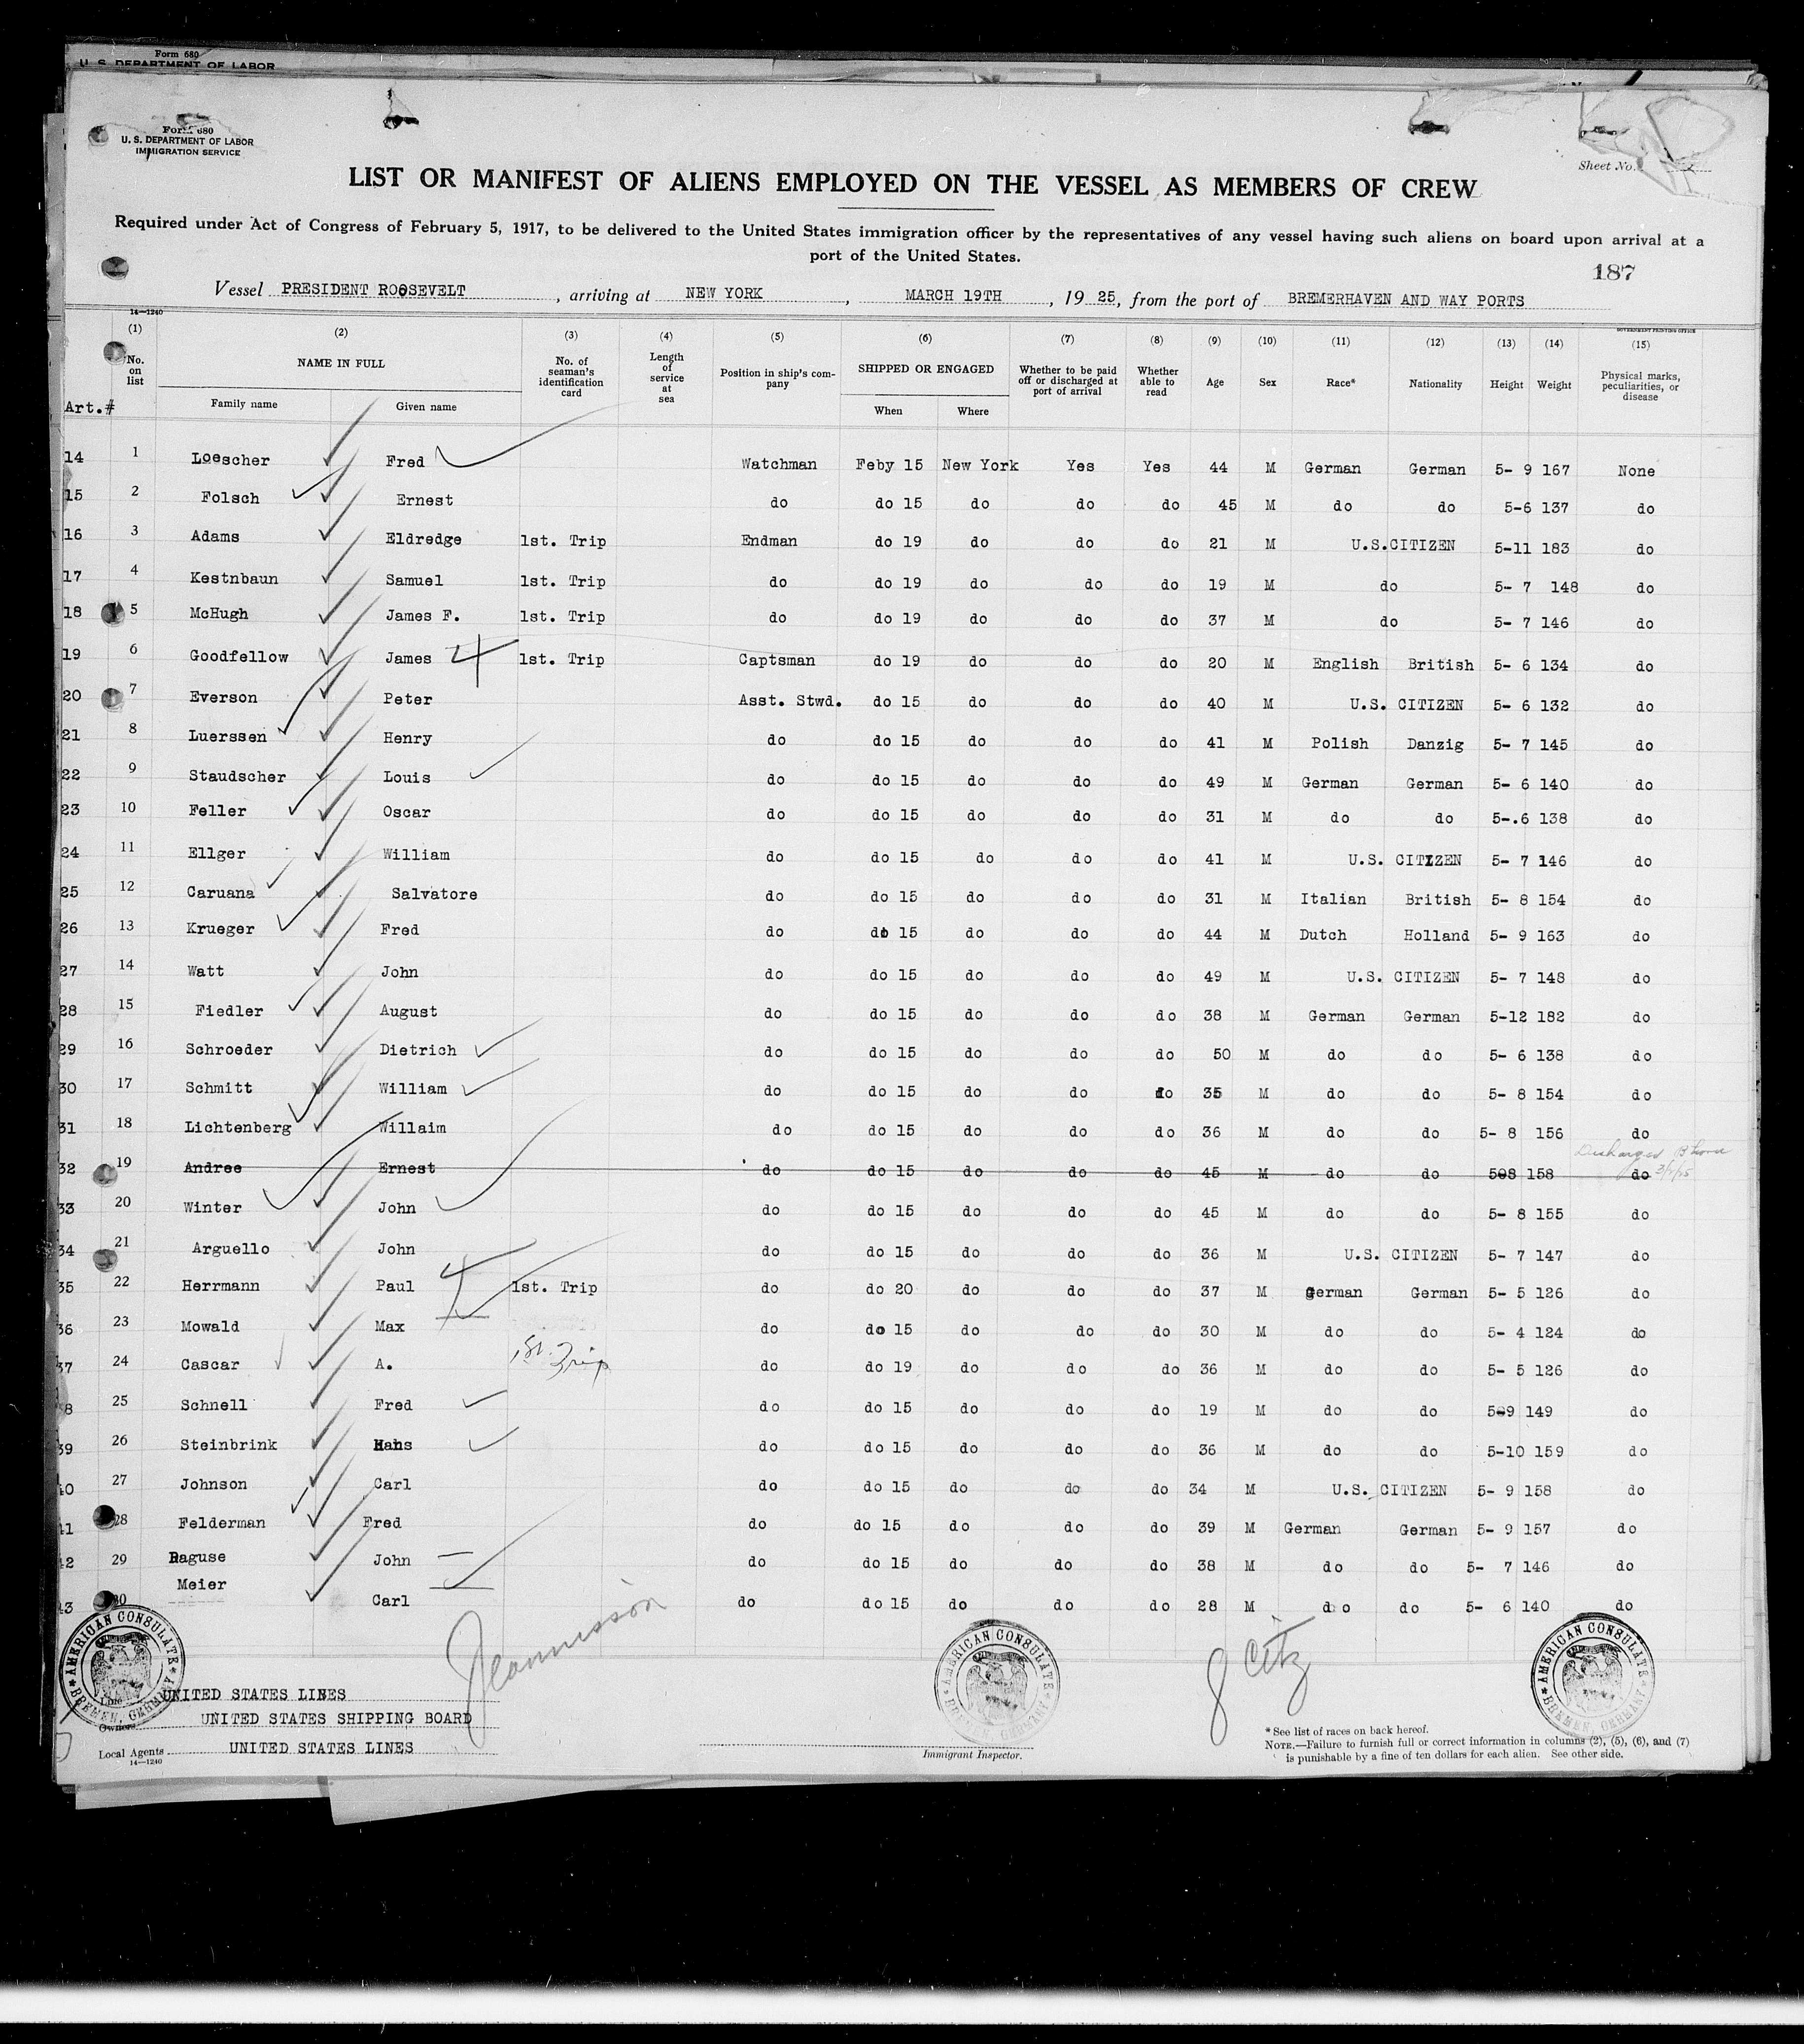 Form 680
U. S. DEPARTMENT OF LABOR
Form 680
U. S. DEPARTMENT OF LABOR
IMMIGRATION SERVICE
Sheet No.
LIST OR MANIFEST OF ALIENS EMPLOYED ON THE VESSEL AS MEMBERS OF CREW
Required under Act of Congress of February 5, 1917, to be delivered to the United States immigration officer by the representatives of any vessel having such aliens on board upon arrival at a
port of the United States.
187
Vessel PRESIDENT ROOSEVELT, arriving at NEW YORK, MARCH 19TH, 19 25, from the port of BREMERHAVEN AND WAY PORTS
14—1240
GOVERNMENT PRINTING OFFICE
(1) (2) (3) (4) (5) (6) (7) (8) (9) (10) (11) (12) (13) (14) (15)
No. on list NAME IN FULL No. of seaman's identification card Length of service at sea Position in ship's company SHIPPED OR ENGAGED Whether to be paid off or discharged at port of arrival Whether able to read Age Sex Race* Nationality Height Weight Physical marks, peculiarities, or disease
Art.# Family name Given name When Where
14 1 Loescher Fred Watchman Feby 15 New York Yes Yes 44 M German German 5- 9 167 None
15 2 Folsch Ernest do do 15 do do do 45 M do do 5-6 137 do
16 3 Adams Eldredge 1st. Trip Endman do 19 do do do 21 M U.S.CITIZEN 5-11 183 do
17 4 Kestnbaun Samuel 1st. Trip do do 19 do do do 19 M do 5- 7 148 do
18 5 McHugh James F. 1st. Trip do do 19 do do do 37 M do 5- 7 146 do
19 6 Goodfellow James 1st. Trip Captsman do 19 do do do 20 M English British 5- 6 134 do
20 7 Everson Peter Asst. Stwd. do 15 do do do 40 M U.S. CITIZEN 5- 6 132 do
21 8 Luerssen Henry do do 15 do do do 41 M Polish Danzig 5- 7 145 do
22 9 Staudscher Louis do do 15 do do do 49 M German German 5- 6 140 do
23 10 Feller Oscar do do 15 do do do 31 M do do 5-.6 138 do
24 11 Ellger William do do 15 do do do 41 M U.S. CITIZEN 5- 7 146 do
25 12 Caruana Salvatore do do 15 do do do 31 M Italian British 5- 8 154 do
26 13 Krueger Fred do do 15 do do do 44 M Dutch Holland 5- 9 163 do
27 14 Watt John do do 15 do do do 49 M U.S. CITIZEN 5- 7 148 do
28 15 Fiedler August do do 15 do do do 38 M German German 5-12 182 do
29 16 Schroeder Dietrich do do 15 do do do 50 M do do 5- 6 138 do
30 17 Schmitt William do do 15 do do do 35 M do do 5- 8 154 do
31 18 Lichtenberg Willaim do do 15 do do do 36 M do do 5- 8 156 do
Discharged
32 19 Andree Ernest do do 15 do do do 45 M do do 508 158 do
33 20 Winter John do do 15 do do do 45 M do do 5- 8 155 do
34 21 Arguello John do do 15 do do do 36 M U.S. CITIZEN 5- 7 147 do
35 22 Herrmann Paul 1st. Trip do do 20 do do do 37 M German German 5- 5 126 do
36 23 Mowald Max do do 15 do do do 30 M do do 5- 4 124 do
37 24 Cascar A. 1st. Trip do do 19 do do do 36 M do do 5- 5 126 do
8 25 Schnell Fred do do 15 do do do 19 M do do 5-9 149 do
39 26 Steinbrink Hans do do 15 do do do 36 M do do 5-10 159 do
40 27 Johnson Carl do do 15 do do do 34 M U.S. CITIZEN 5- 9 158 do
41 28 Felderman Fred do do 15 do do do 39 M German German 5- 9 157 do
42 29 Raguse John do do 15 do do do 38 M do do 5- 7 146 do
43 30 Meier Carl do do 15 do do do 28 M do do 5- 6 140 do
8 Citz
AMERICAN CONSULATE BREMEN, GERMANY
AMERICAN CONSULATE BREMEN, GERMANY
AMERICAN CONSULATE BREMEN, GERMANY
Line UNITED STATES LINES
Owners UNITED STATES SHIPPING BOARD
Local Agents UNITED STATES LINES
14—1240
Immigrant Inspector.
* See list of races on back hereof.
NOTE.—Failure to furnish full or correct information in columns (2), (5), (6), and (7)
is punishable by a fine of ten dollars for each alien. See other side.